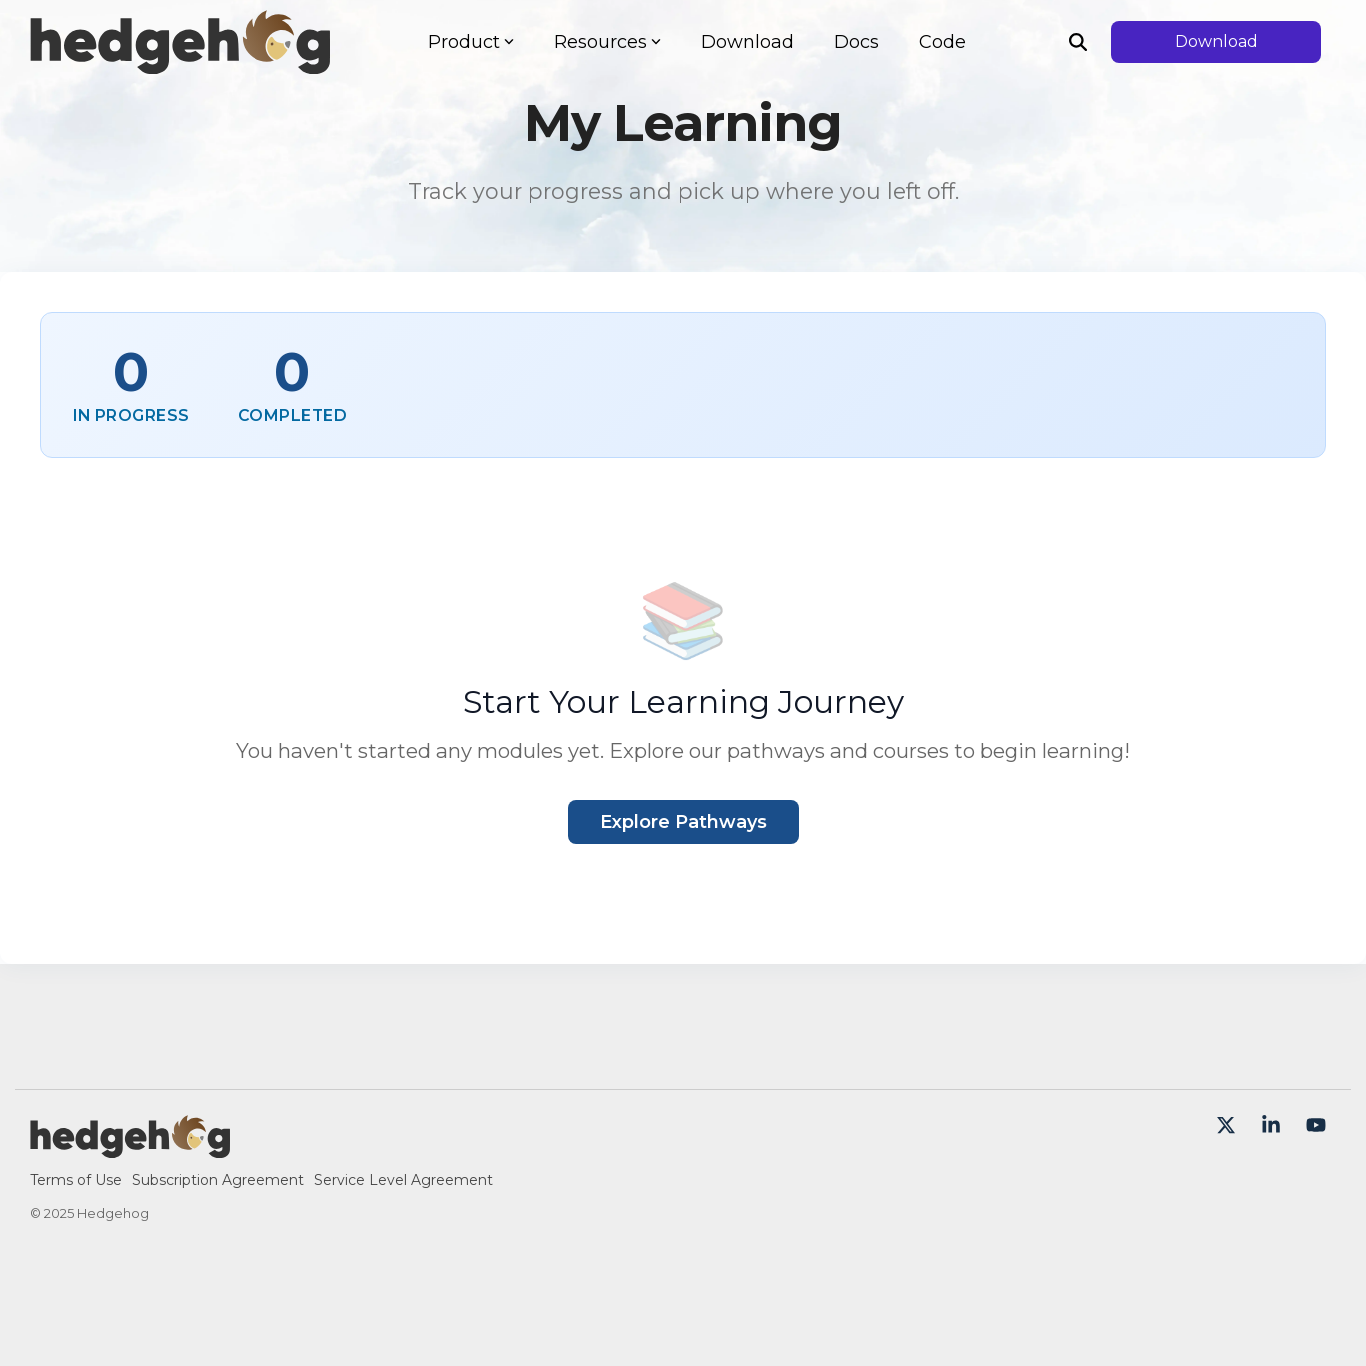 hedgehog
Product Resources Download Docs Code Download
My Learning
Track your progress and pick up where you left off.
0 0
IN PROGRESS COMPLETED
Start Your Learning Journey
You haven't started any modules yet. Explore our pathways and courses to begin learning!
Explore Pathways
hedgehog
Terms of Use Subscription Agreement Service Level Agreement
© 2025 Hedgehog